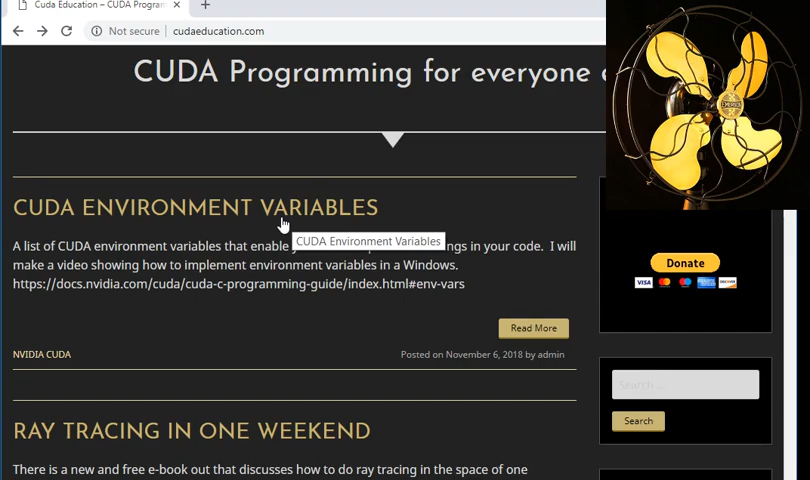 Cuda Education – CUDA Program
Not secure
cudaeducation.com
CUDA Programming for everyone
CUDA ENVIRONMENT VARIABLES
CUDA Environment Variables
A list of CUDA environment variables that enable ings in your code. I will
make a video showing how to implement environment variables in a Windows.
https://docs.nvidia.com/cuda/cuda-c-programming-guide/index.html#env-vars
Read More
NVIDIA CUDA
Posted on November 6, 2018 by admin
RAY TRACING IN ONE WEEKEND
There is a new and free e-book out that discusses how to do ray tracing in the space of one
Donate
VISA
Search ...
Search